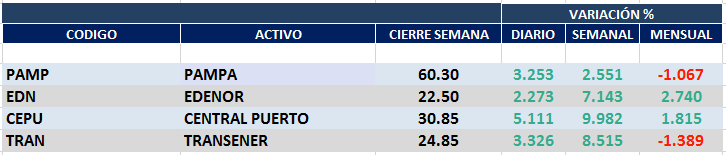 VARIACIÓN %
CODIGO ACTIVO CIERRE SEMANA DIARIO SEMANAL MENSUAL
PAMP PAMPA 60.30 3.253 2.551 -1.067
EDN EDENOR 22.50 2.273 7.143 2.740
CEPU CENTRAL PUERTO 30.85 5.111 9.982 1.815
TRAN TRANSENER 24.85 3.326 8.515 -1.389